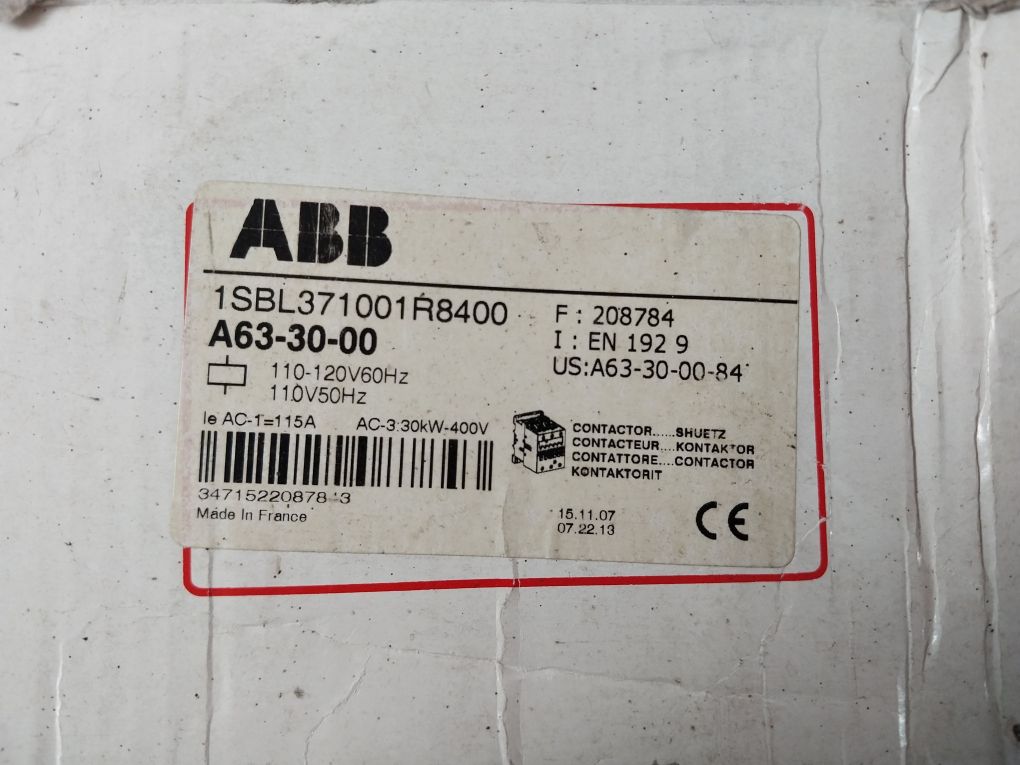 ABB
1SBL371001R8400
A63-30-00
110-120V60Hz
110V50Hz
Ie AC-1=115A AC-3:30kW-400V
Made In France
F : 208784
I : EN 192 9
US:A63-30-00-84
CONTACTOR.....SHUETZ
CONTACTEUR....KONTAKTOR
CONTATTORE....CONTACTOR
KONTAKTORIT
15.11.07
07.22.13
CE